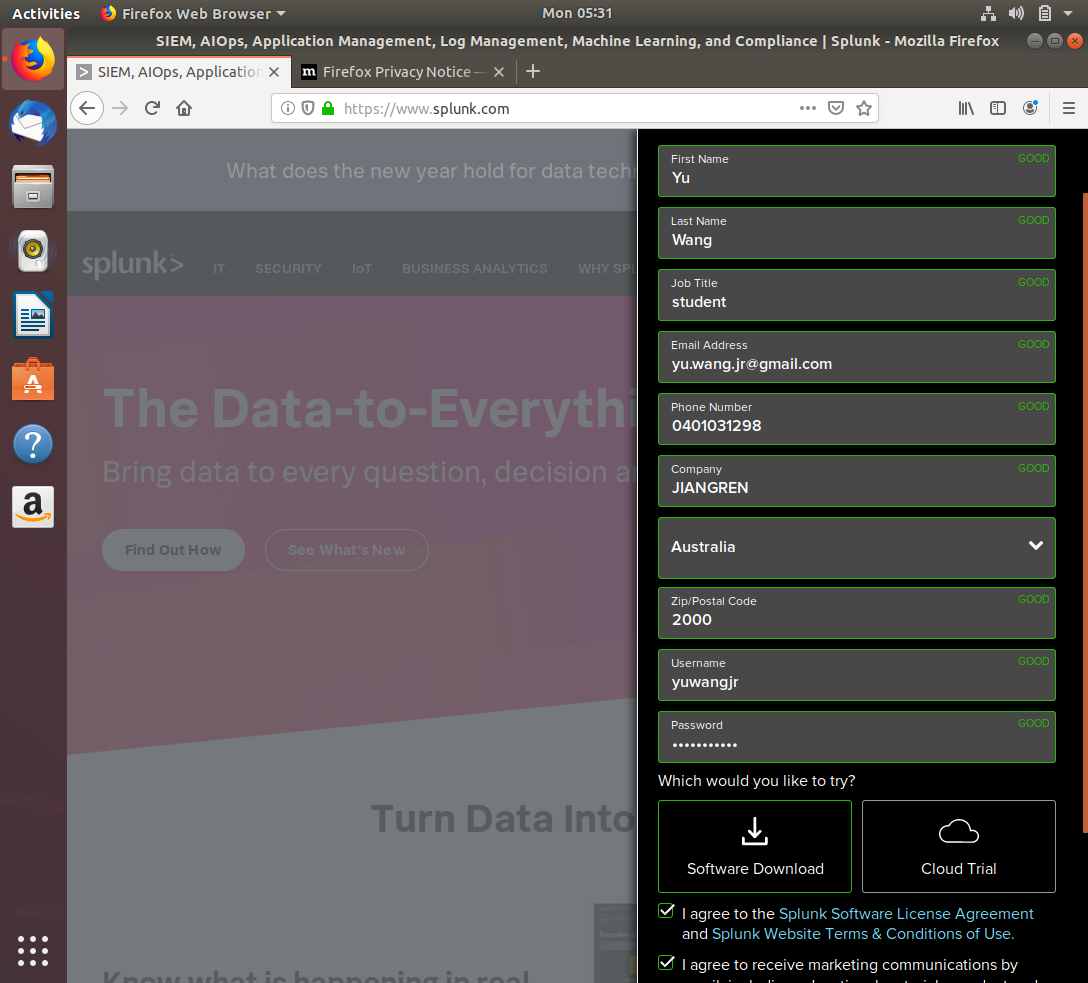 Activities
Firefox Web Browser
Mon 05:31
SIEM, AIOps, Application Management, Log Management, Machine Learning, and Compliance | Splunk - Mozilla Firefox
SIEM, AIOps, Application
Firefox Privacy Notice —
https://www.splunk.com
What does the new year hold for data techn
splunk>
IT
SECURITY
IoT
BUSINESS ANALYTICS
WHY SPL
The Data-to-Everythi
Bring data to every question, decision a
Find Out How
See What's New
Turn Data Into
Know what is happening in real
First Name
GOOD
Yu
Last Name
GOOD
Wang
Job Title
GOOD
student
Email Address
GOOD
yu.wang.jr@gmail.com
Phone Number
GOOD
0401031298
Company
GOOD
JIANGREN
Australia
Zip/Postal Code
GOOD
2000
Username
GOOD
yuwangjr
Password
GOOD
•••••••••••
Which would you like to try?
Software Download
Cloud Trial
I agree to the Splunk Software License Agreement
and Splunk Website Terms & Conditions of Use.
I agree to receive marketing communications by